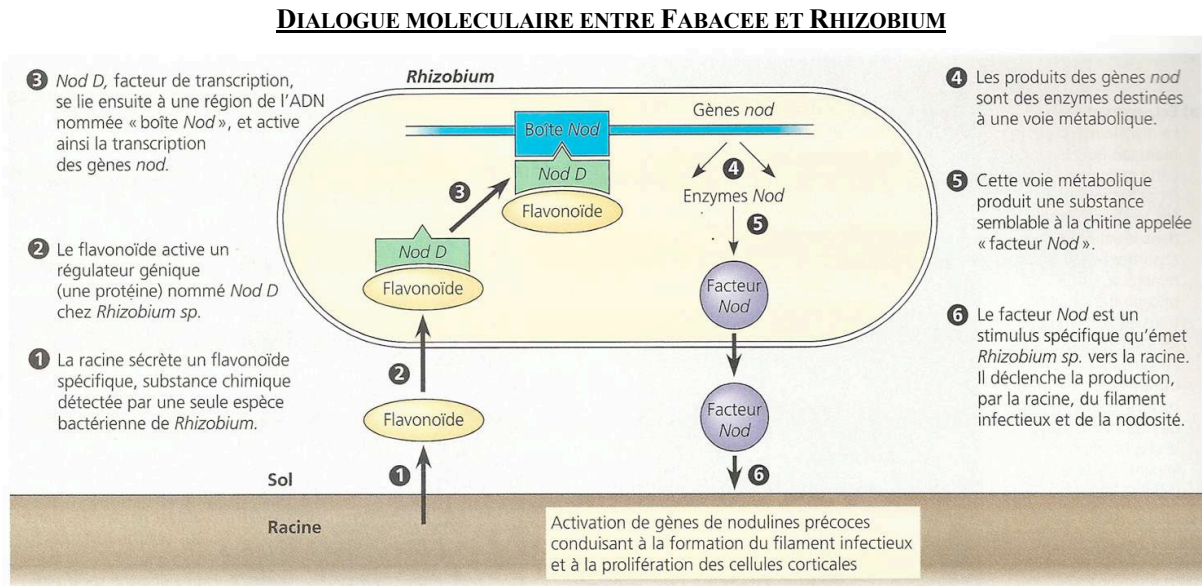 DIALOGUE MOLECULAIRE ENTRE FABACEE ET RHIZOBIUM
❸ Nod D, facteur de transcription,
se lie ensuite à une région de l'ADN
nommée « boîte Nod », et active
ainsi la transcription
des gènes nod.
❷ Le flavonoïde active un
régulateur génique
(une protéine) nommé Nod D
chez Rhizobium sp.
❶ La racine sécrète un flavonoïde
spécifique, substance chimique
détectée par une seule espèce
bactérienne de Rhizobium.
Rhizobium
Gènes nod
Boîte Nod
Nod D
Flavonoïde
❸
❹
Enzymes Nod
❺
Nod D
Flavonoïde
Facteur
Nod
❷
Flavonoïde
Facteur
Nod
❶
❻
Sol
Racine
Activation de gènes de nodulines précoces
conduisant à la formation du filament infectieux
et à la prolifération des cellules corticales
❹ Les produits des gènes nod
sont des enzymes destinées
à une voie métabolique.
❺ Cette voie métabolique
produit une substance
semblable à la chitine appelée
« facteur Nod ».
❻ Le facteur Nod est un
stimulus spécifique qu'émet
Rhizobium sp. vers la racine.
Il déclenche la production,
par la racine, du filament
infectieux et de la nodosité.